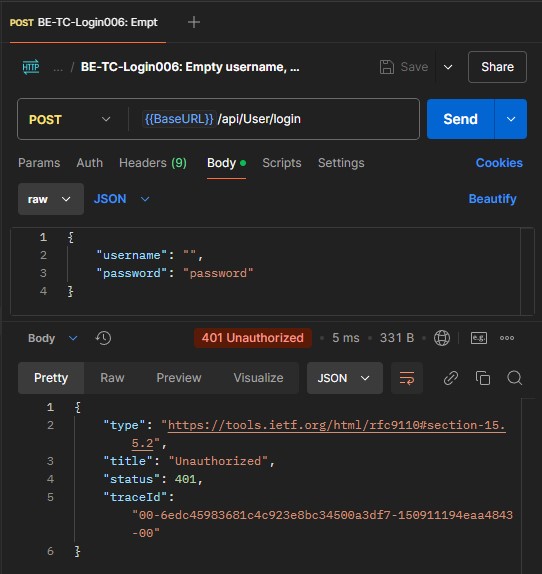 POST BE-TC-Login006: Empt
HTTP ... / BE-TC-Login006: Empty username, ... Save Share
POST {{BaseURL}} /api/User/login Send
Params Auth Headers (9) Body Scripts Settings Cookies
raw JSON Beautify
1 {
2 "username": "",
3 "password": "password"
4 }
Body 401 Unauthorized • 5 ms • 331 B e.g.
Pretty Raw Preview Visualize JSON
1 {
2 "type": "https://tools.ietf.org/html/rfc9110#section-15.
5.2",
3 "title": "Unauthorized",
4 "status": 401,
5 "traceId":
"00-6edc45983681c4c923e8bc34500a3df7-150911194eaa4843
-00"
6 }